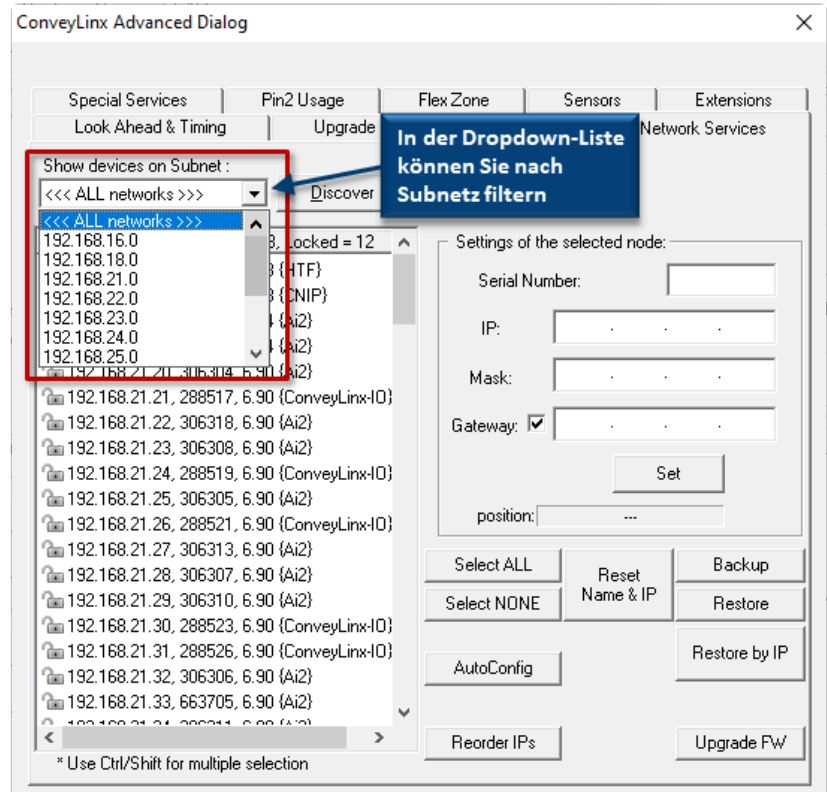 ConveyLinx Advanced Dialog
Special Services
Pin2 Usage
Flex Zone
Sensors
Extensions
Look Ahead & Timing
Upgrade
Network Services
In der Dropdown-Liste
können Sie nach
Subnetz filtern
Show devices on Subnet :
<<< ALL networks >>>
Discover
<<< ALL networks >>>
192.168.16.0
192.168.18.0
192.168.21.0
192.168.22.0
192.168.23.0
192.168.24.0
192.168.25.0
Locked = 12
{HTF}
{CNIP}
{Ai2}
{Ai2}
192.168.21.20, 306304, 6.90 {Ai2}
192.168.21.21, 288517, 6.90 {ConveyLinx-IO}
192.168.21.22, 306318, 6.90 {Ai2}
192.168.21.23, 306308, 6.90 {Ai2}
192.168.21.24, 288519, 6.90 {ConveyLinx-IO}
192.168.21.25, 306305, 6.90 {Ai2}
192.168.21.26, 288521, 6.90 {ConveyLinx-IO}
192.168.21.27, 306313, 6.90 {Ai2}
192.168.21.28, 306307, 6.90 {Ai2}
192.168.21.29, 306310, 6.90 {Ai2}
192.168.21.30, 288523, 6.90 {ConveyLinx-IO}
192.168.21.31, 288526, 6.90 {ConveyLinx-IO}
192.168.21.32, 306306, 6.90 {Ai2}
192.168.21.33, 663705, 6.90 {Ai2}
* Use Ctrl/Shift for multiple selection
Settings of the selected node:
Serial Number:
IP:
Mask:
Gateway:
Set
position:
---
Select ALL
Reset
Name & IP
Backup
Select NONE
Restore
AutoConfig
Restore by IP
Reorder IPs
Upgrade FW